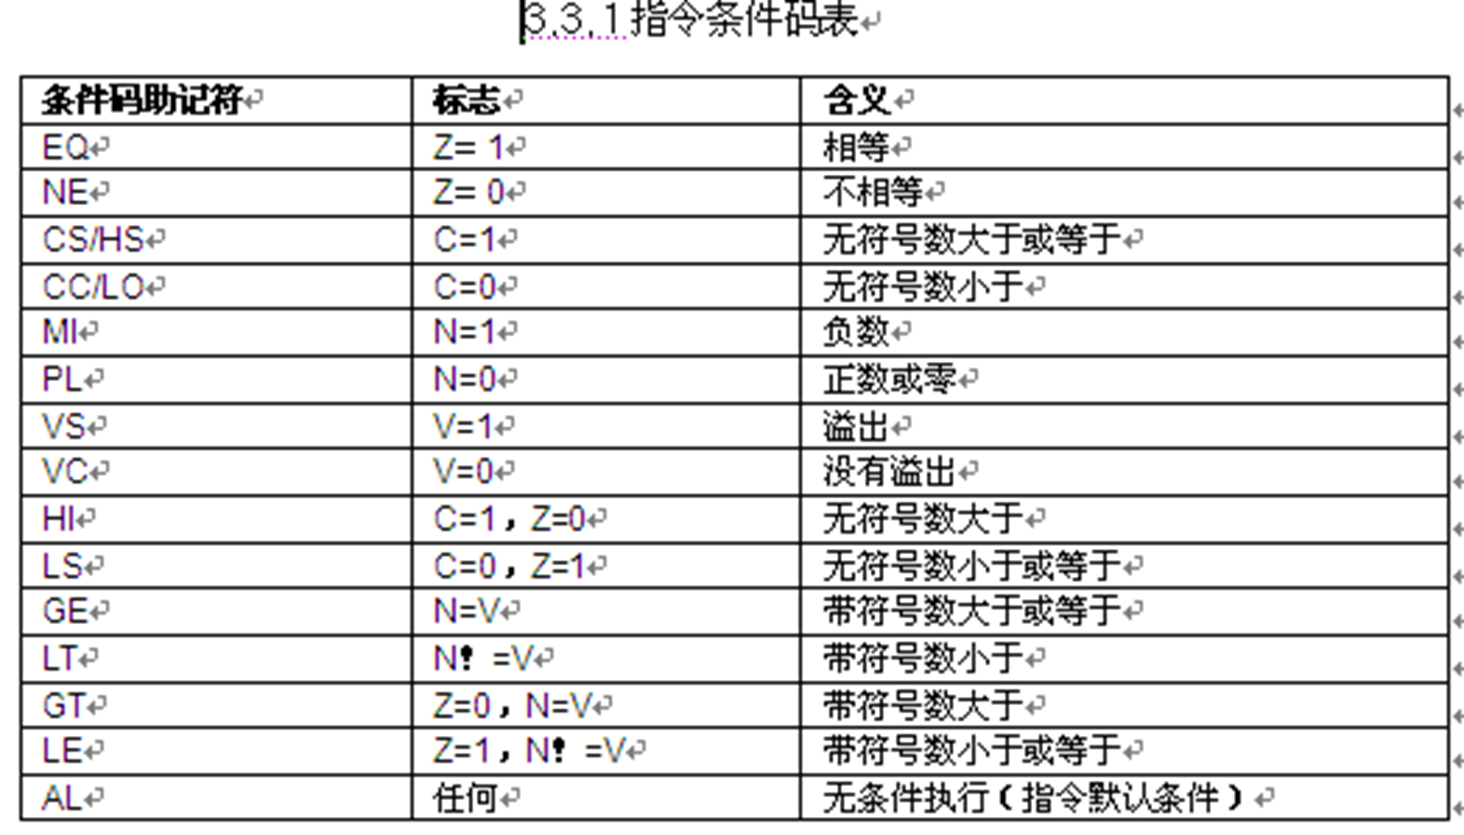 3.3.1指令条件码表
条件码助记符 标志 含义
EQ Z= 1 相等
NE Z= 0 不相等
CS/HS C=1 无符号数大于或等于
CC/LO C=0 无符号数小于
MI N=1 负数
PL N=0 正数或零
VS V=1 溢出
VC V=0 没有溢出
HI C=1，Z=0 无符号数大于
LS C=0，Z=1 无符号数小于或等于
GE N=V 带符号数大于或等于
LT N！=V 带符号数小于
GT Z=0，N=V 带符号数大于
LE Z=1，N！=V 带符号数小于或等于
AL 任何 无条件执行（指令默认条件）